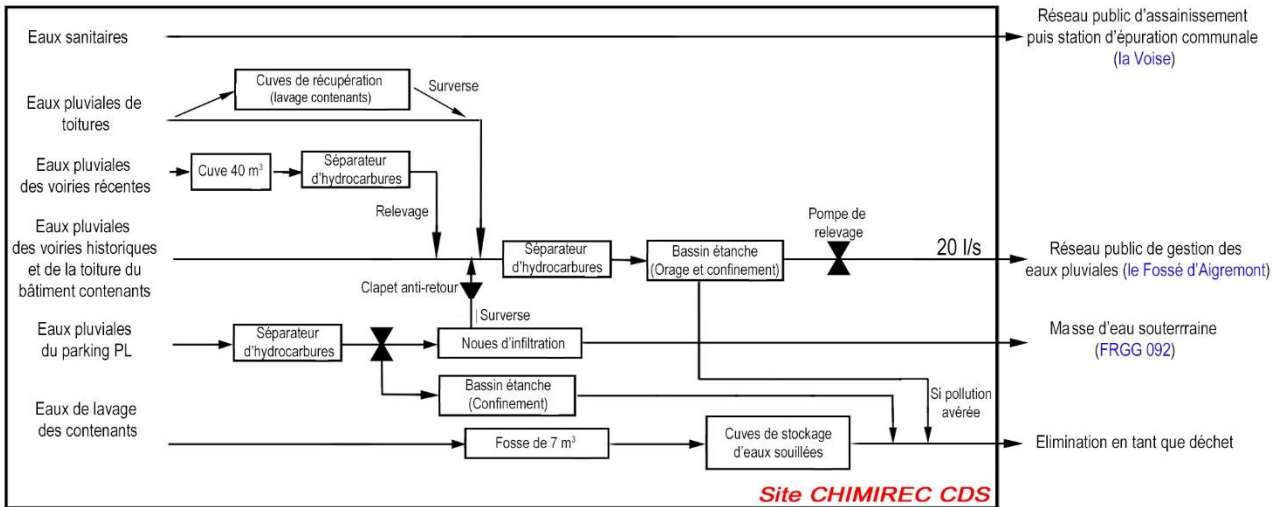 Eaux sanitaires
Réseau public d'assainissement
puis station d'épuration communale
(la Voise)
Cuves de récupération
(lavage contenants)
Surverse
Eaux pluviales de
toitures
Eaux pluviales
des voiries récentes
Cuve 40 m³
Séparateur
d'hydrocarbures
Relevage
Eaux pluviales
des voiries historiques
et de la toiture du
bâtiment contenants
Séparateur
d'hydrocarbures
Bassin étanche
(Orage et confinement)
Pompe de
relevage
20 l/s
Réseau public de gestion des
eaux pluviales (le Fossé d'Aigremont)
Clapet anti-retour
Surverse
Eaux pluviales
du parking PL
Séparateur
d'hydrocarbures
Noues d'infiltration
Masse d'eau souterrraine
(FRGG 092)
Bassin étanche
(Confinement)
Si pollution
avérée
Eaux de lavage
des contenants
Fosse de 7 m³
Cuves de stockage
d'eaux souillées
Elimination en tant que déchet
Site CHIMIREC CDS